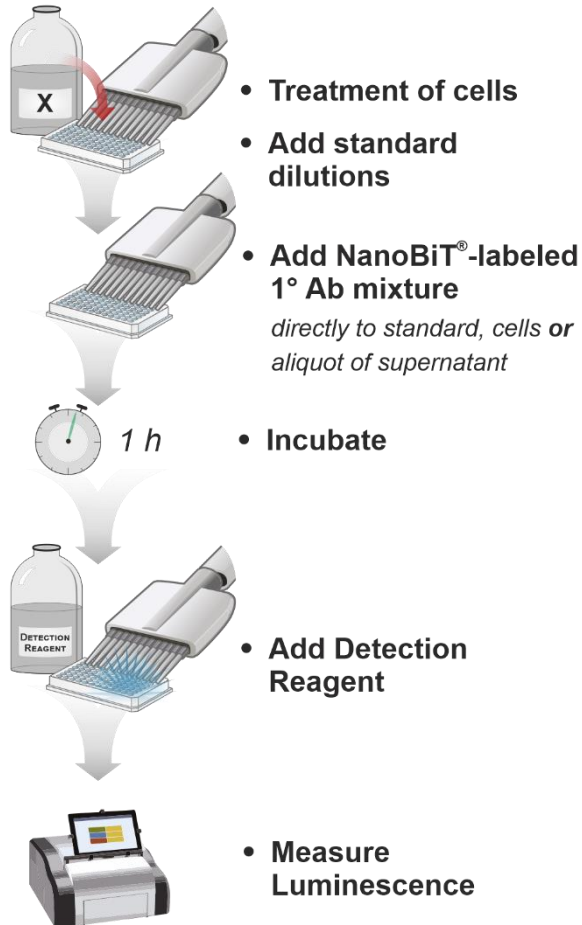 X
• Treatment of cells
• Add standard
dilutions
• Add NanoBiT®-labeled
1° Ab mixture
directly to standard, cells or
aliquot of supernatant
1 h
• Incubate
DETECTION
REAGENT
• Add Detection
Reagent
• Measure
Luminescence